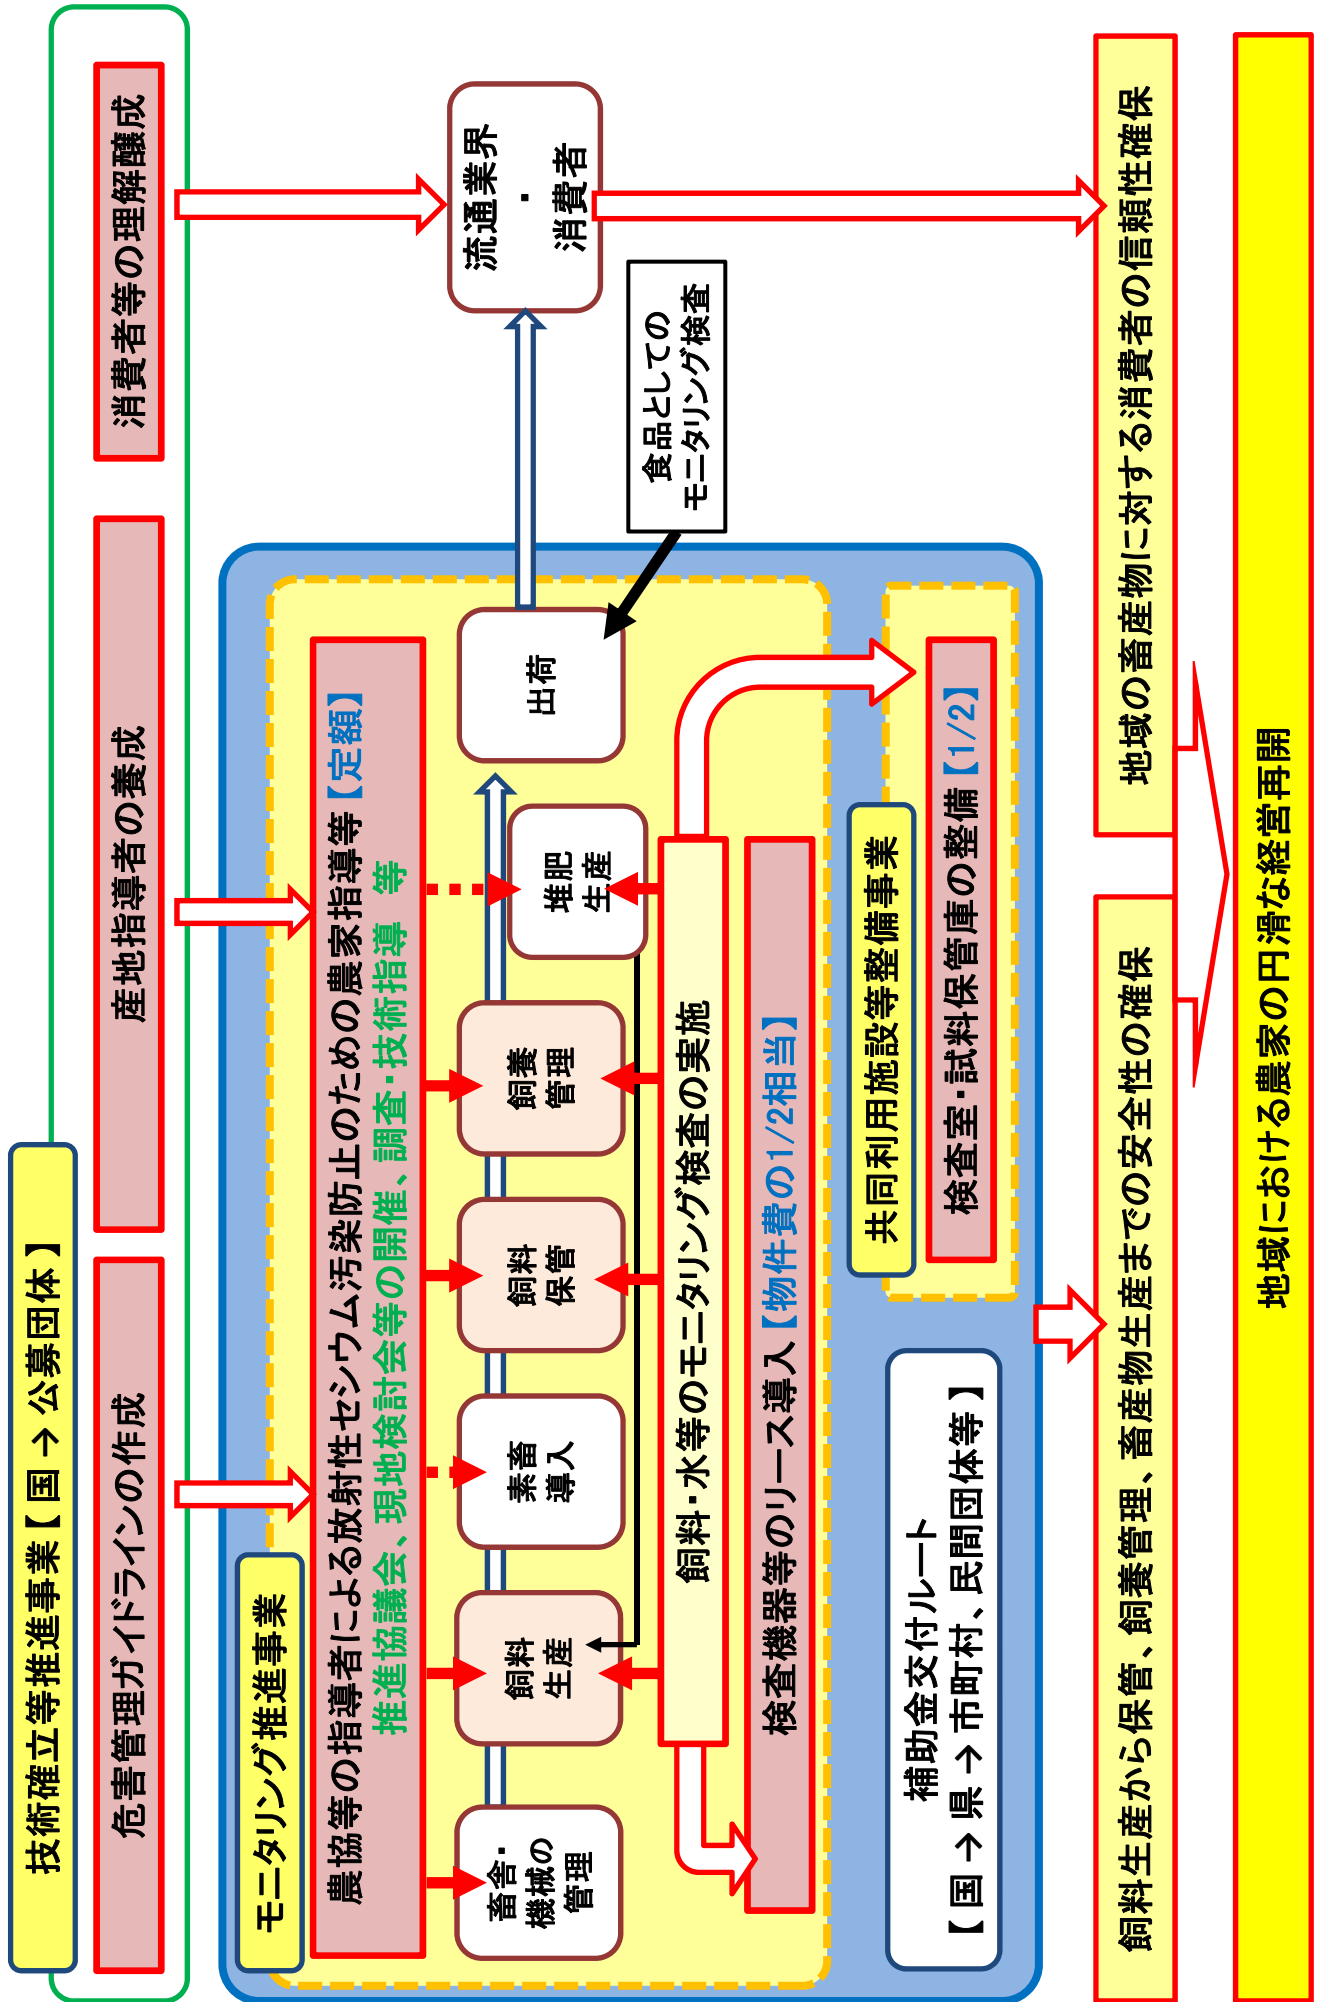 技術確立等推進事業【 国 → 公募団体 】
危害管理ガイドラインの作成
産地指導者の養成
消費者等の理解醸成
モニタリング推進事業
農協等の指導者による放射性セシウム汚染防止のための農家指導等【定額】
推進協議会、現地検討会等の開催、調査・技術指導　等
畜舎・
機械の
管理
飼料
生産
素畜
導入
飼料
保管
飼養
管理
堆肥
生産
出荷
流通業界
・
消費者
食品としての
モニタリング検査
飼料・水等のモニタリング検査の実施
検査機器等のリース導入【物件費の1/2相当】
共同利用施設等整備事業
検査室・試料保管庫の整備【1/2】
補助金交付ルート
【 国 → 県 → 市町村、民間団体等 】
飼料生産から保管、飼養管理、畜産物生産までの安全性の確保
地域の畜産物に対する消費者の信頼性確保
地域における農家の円滑な経営再開